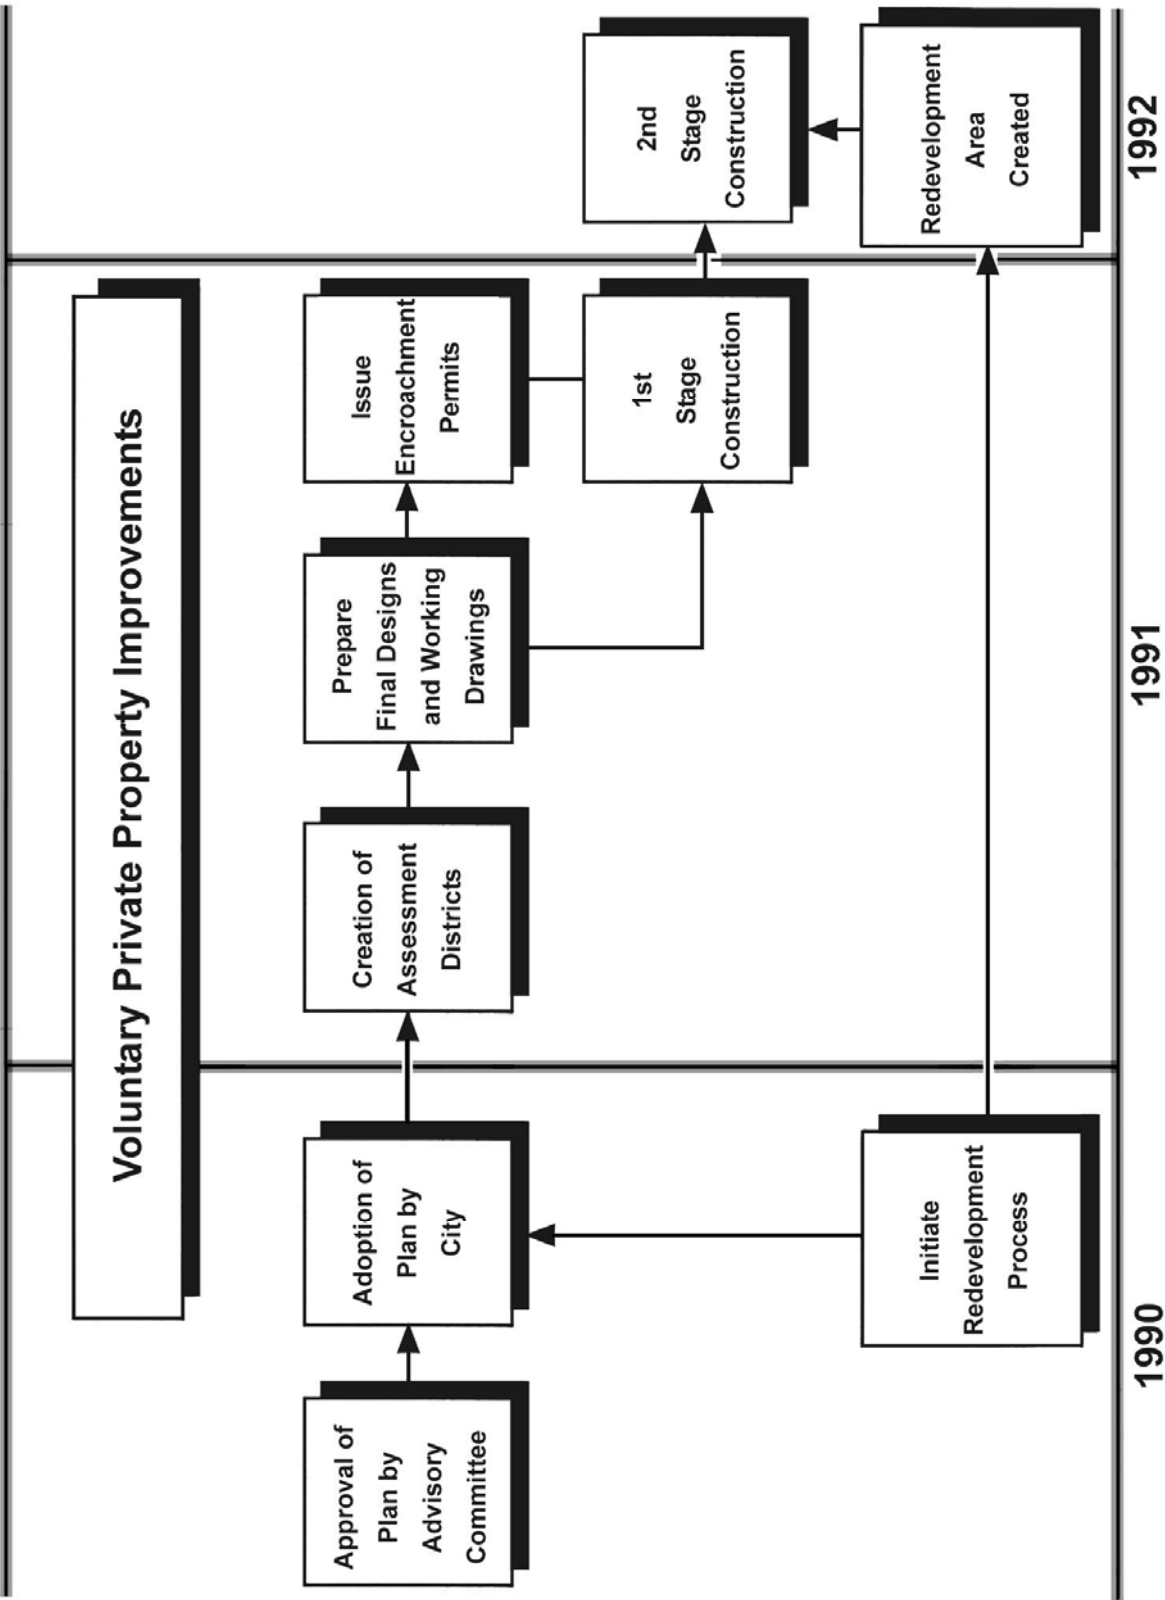 Voluntary Private Property Improvements
Approval of
Plan by
Advisory
Committee
Adoption of
Plan by
City
Creation of
Assessment
Districts
Prepare
Final Designs
and Working
Drawings
Issue
Encroachment
Permits
1st
Stage
Construction
2nd
Stage
Construction
Initiate
Redevelopment
Process
Redevelopment
Area
Created
1990
1991
1992